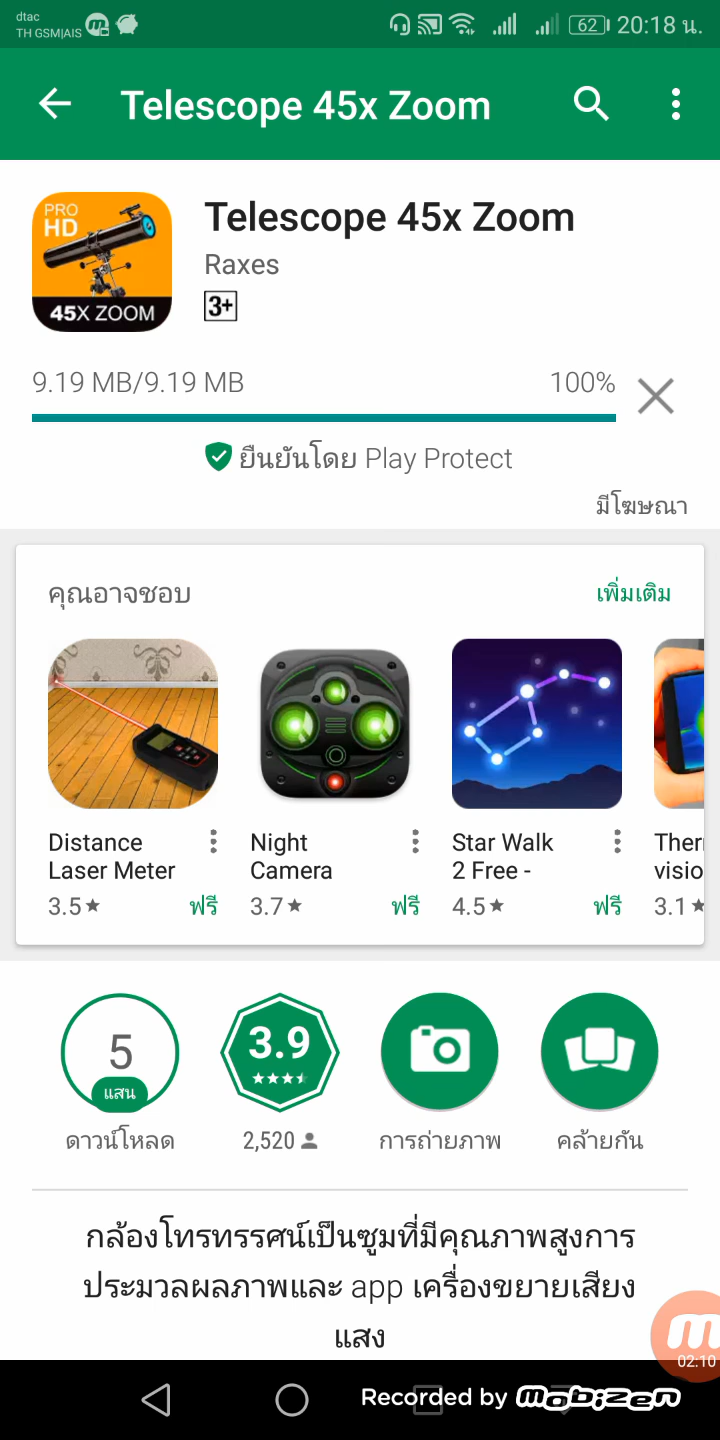 dtac
TH GSM|AIS
62 20:18 น.
Telescope 45x Zoom
PRO
HD
45X ZOOM
Telescope 45x Zoom
Raxes
3+
9.19 MB/9.19 MB 100%
ยืนยันโดย Play Protect
มีโฆษณา
คุณอาจชอบ เพิ่มเติม
Distance Laser Meter
3.5★ ฟรี
Night Camera
3.7★ ฟรี
Star Walk 2 Free -
4.5★ ฟรี
Ther
visio
3.1★
5 แสน
ดาวน์โหลด
3.9
2,520
การถ่ายภาพ
คล้ายกัน
กล้องโทรทรรศน์เป็นซูมที่มีคุณภาพสูงการ
ประมวลผลภาพและ app เครื่องขยายเสียง
แสง
02:10
Recorded by mobizen